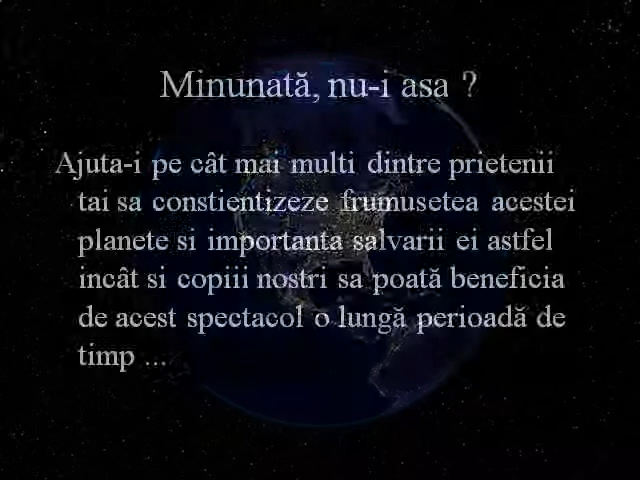 Minunată, nu-i asa ?
Ajuta-i pe cât mai multi dintre prietenii
tai sa constientizeze frumusetea acestei
planete si importanta salvarii ei astfel
incât si copiii nostri sa poată beneficia
de acest spectacol o lungă perioadă de
timp ...